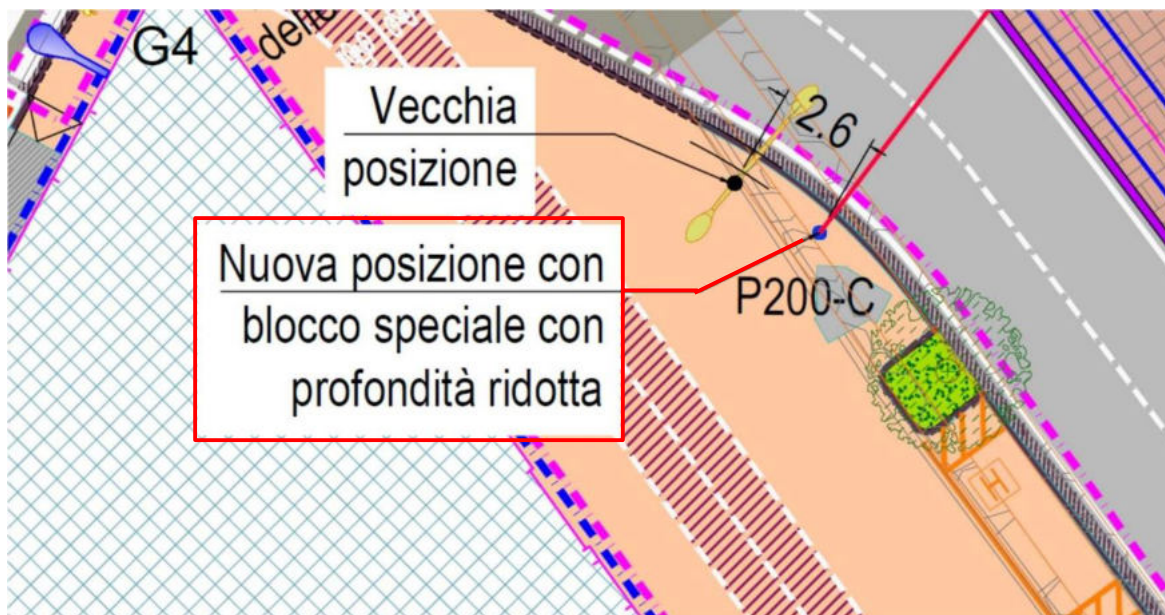 G4
delle
Vecchia
posizione
2.6
Nuova posizione con
blocco speciale con
profondità ridotta
P200-C